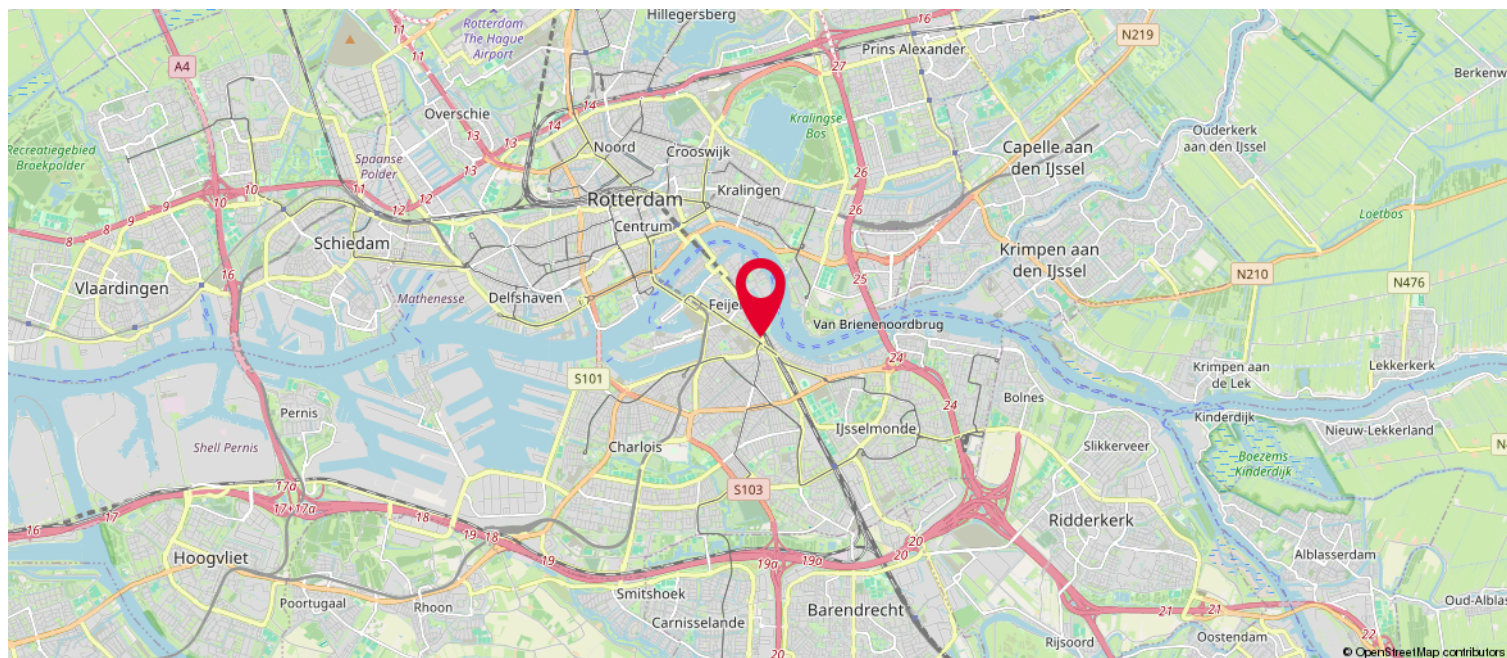 Hillegersberg
16
11
Rotterdam
The Hague
Airport
11
N219
Prins Alexander
A4
27
Berkenw
14
Overschie
13
14
13
Kralingse
Bos
Ouderkerk
aan den IJssel
Noord
Crooswijk
Capelle aan
den IJssel
Recreatiegebied
Broekpolder
Spaanse
Polder
13
26
10
10
11
12
12
Kralingen
Rotterdam
9
9
8
8
26
Loetbos
Centrum
Schiedam
Krimpen aan
den IJssel
16
25
N210
N476
Vlaardingen
Mathenesse
Delfshaven
Feije
Van Brienenoordbrug
24
Krimpen aan
de Lek
Lekkerkerk
S101
24
Bolnes
Pernis
Kinderdijk
Nieuw-Lekkerland
IJsselmonde
Shell Pernis
Charlois
Slikkerveer
N4
Boezems
Kinderdijk
17a
S103
17+17a
16
17
18
Ridderkerk
19
18
20
Hoogvliet
19
19a
19a
20
Alblasserdam
Smitshoek
Poortugaal
Rhoon
Barendrecht
21
21
Oud-Alblas
Carnisselande
Rijsoord
Oostendam
22
20
© OpenStreetMap contributors